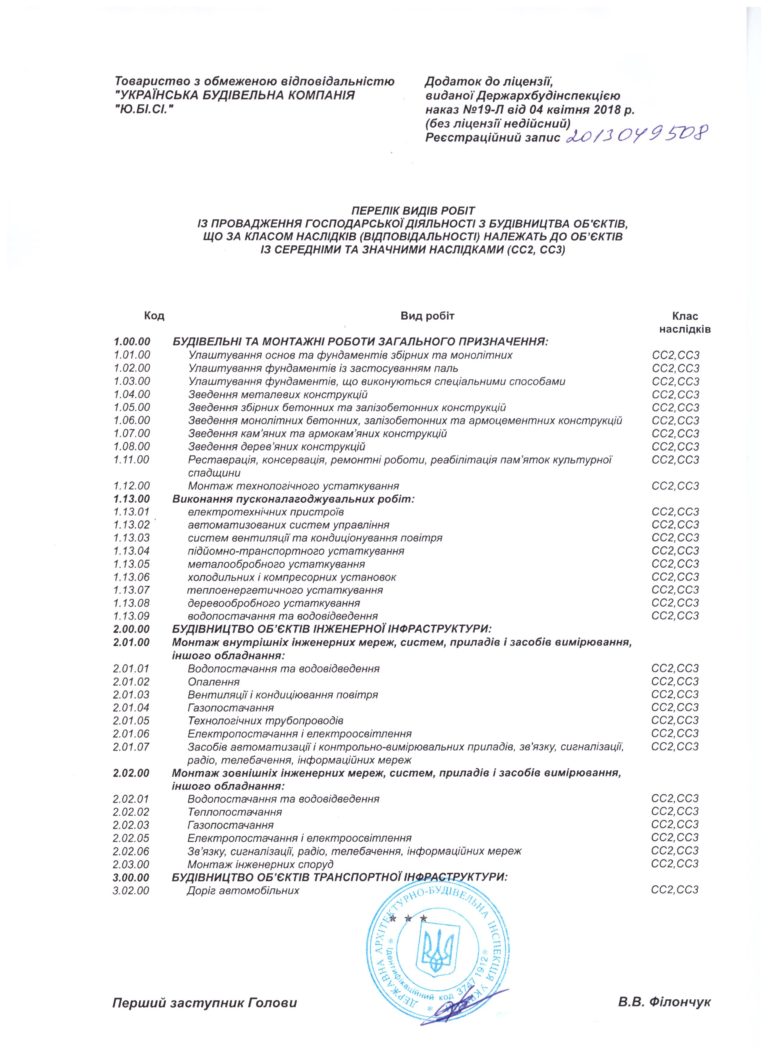 Товариство з обмеженою відповідальністю
"УКРАЇНСЬКА БУДІВЕЛЬНА КОМПАНІЯ
"Ю.БІ.СІ."
Додаток до ліцензії,
виданої Держархбудінспекцією
наказ №19-Л від 04 квітня 2018 р.
(без ліцензії недійсний)
Реєстраційний запис 2013049508
ПЕРЕЛІК ВИДІВ РОБІТ
ІЗ ПРОВАДЖЕННЯ ГОСПОДАРСЬКОЇ ДІЯЛЬНОСТІ З БУДІВНИЦТВА ОБ'ЄКТІВ,
ЩО ЗА КЛАСОМ НАСЛІДКІВ (ВІДПОВІДАЛЬНОСТІ) НАЛЕЖАТЬ ДО ОБ'ЄКТІВ
ІЗ СЕРЕДНІМИ ТА ЗНАЧНИМИ НАСЛІДКАМИ (СС2, СС3)
Код Вид робіт Клас
наслідків
1.00.00 БУДІВЕЛЬНІ ТА МОНТАЖНІ РОБОТИ ЗАГАЛЬНОГО ПРИЗНАЧЕННЯ:
1.01.00 Улаштування основ та фундаментів збірних та монолітних СС2,СС3
1.02.00 Улаштування фундаментів із застосуванням паль СС2,СС3
1.03.00 Улаштування фундаментів, що виконуються спеціальними способами СС2,СС3
1.04.00 Зведення металевих конструкцій СС2,СС3
1.05.00 Зведення збірних бетонних та залізобетонних конструкцій СС2,СС3
1.06.00 Зведення монолітних бетонних, залізобетонних та армоцементних конструкцій СС2,СС3
1.07.00 Зведення кам'яних та армокам'яних конструкцій СС2,СС3
1.08.00 Зведення дерев'яних конструкцій СС2,СС3
1.11.00 Реставрація, консервація, ремонтні роботи, реабілітація пам'яток культурної СС2,СС3
спадщини
1.12.00 Монтаж технологічного устаткування СС2,СС3
1.13.00 Виконання пусконалагоджувальних робіт:
1.13.01 електротехнічних пристроїв СС2,СС3
1.13.02 автоматизованих систем управління СС2,СС3
1.13.03 систем вентиляції та кондиціонування повітря СС2,СС3
1.13.04 підйомно-транспортного устаткування СС2,СС3
1.13.05 металообробного устаткування СС2,СС3
1.13.06 холодильних і компресорних установок СС2,СС3
1.13.07 теплоенергетичного устаткування СС2,СС3
1.13.08 деревообробного устаткування СС2,СС3
1.13.09 водопостачання та водовідведення СС2,СС3
2.00.00 БУДІВНИЦТВО ОБ'ЄКТІВ ІНЖЕНЕРНОЇ ІНФРАСТРУКТУРИ:
2.01.00 Монтаж внутрішніх інженерних мереж, систем, приладів і засобів вимірювання,
іншого обладнання:
2.01.01 Водопостачання та водовідведення СС2,СС3
2.01.02 Опалення СС2,СС3
2.01.03 Вентиляції і кондиціювання повітря СС2,СС3
2.01.04 Газопостачання СС2,СС3
2.01.05 Технологічних трубопроводів СС2,СС3
2.01.06 Електропостачання і електроосвітлення СС2,СС3
2.01.07 Засобів автоматизації і контрольно-вимірювальних приладів, зв'язку, сигналізації, СС2,СС3
радіо, телебачення, інформаційних мереж
2.02.00 Монтаж зовнішніх інженерних мереж, систем, приладів і засобів вимірювання,
іншого обладнання:
2.02.01 Водопостачання та водовідведення СС2,СС3
2.02.02 Теплопостачання СС2,СС3
2.02.03 Газопостачання СС2,СС3
2.02.05 Електропостачання і електроосвітлення СС2,СС3
2.02.06 Зв'язку, сигналізації, радіо, телебачення, інформаційних мереж СС2,СС3
2.03.00 Монтаж інженерних споруд СС2,СС3
3.00.00 БУДІВНИЦТВО ОБ'ЄКТІВ ТРАНСПОРТНОЇ ІНФРАСТРУКТУРИ:
3.02.00 Доріг автомобільних СС2,СС3
* * *
ДЕРЖАВНА АРХІТЕКТУРНО-БУДІВЕЛЬНА ІНСПЕКЦІЯ УКРАЇНИ
Ідентифікаційний код 37471912
Перший заступник Голови В.В. Філончук